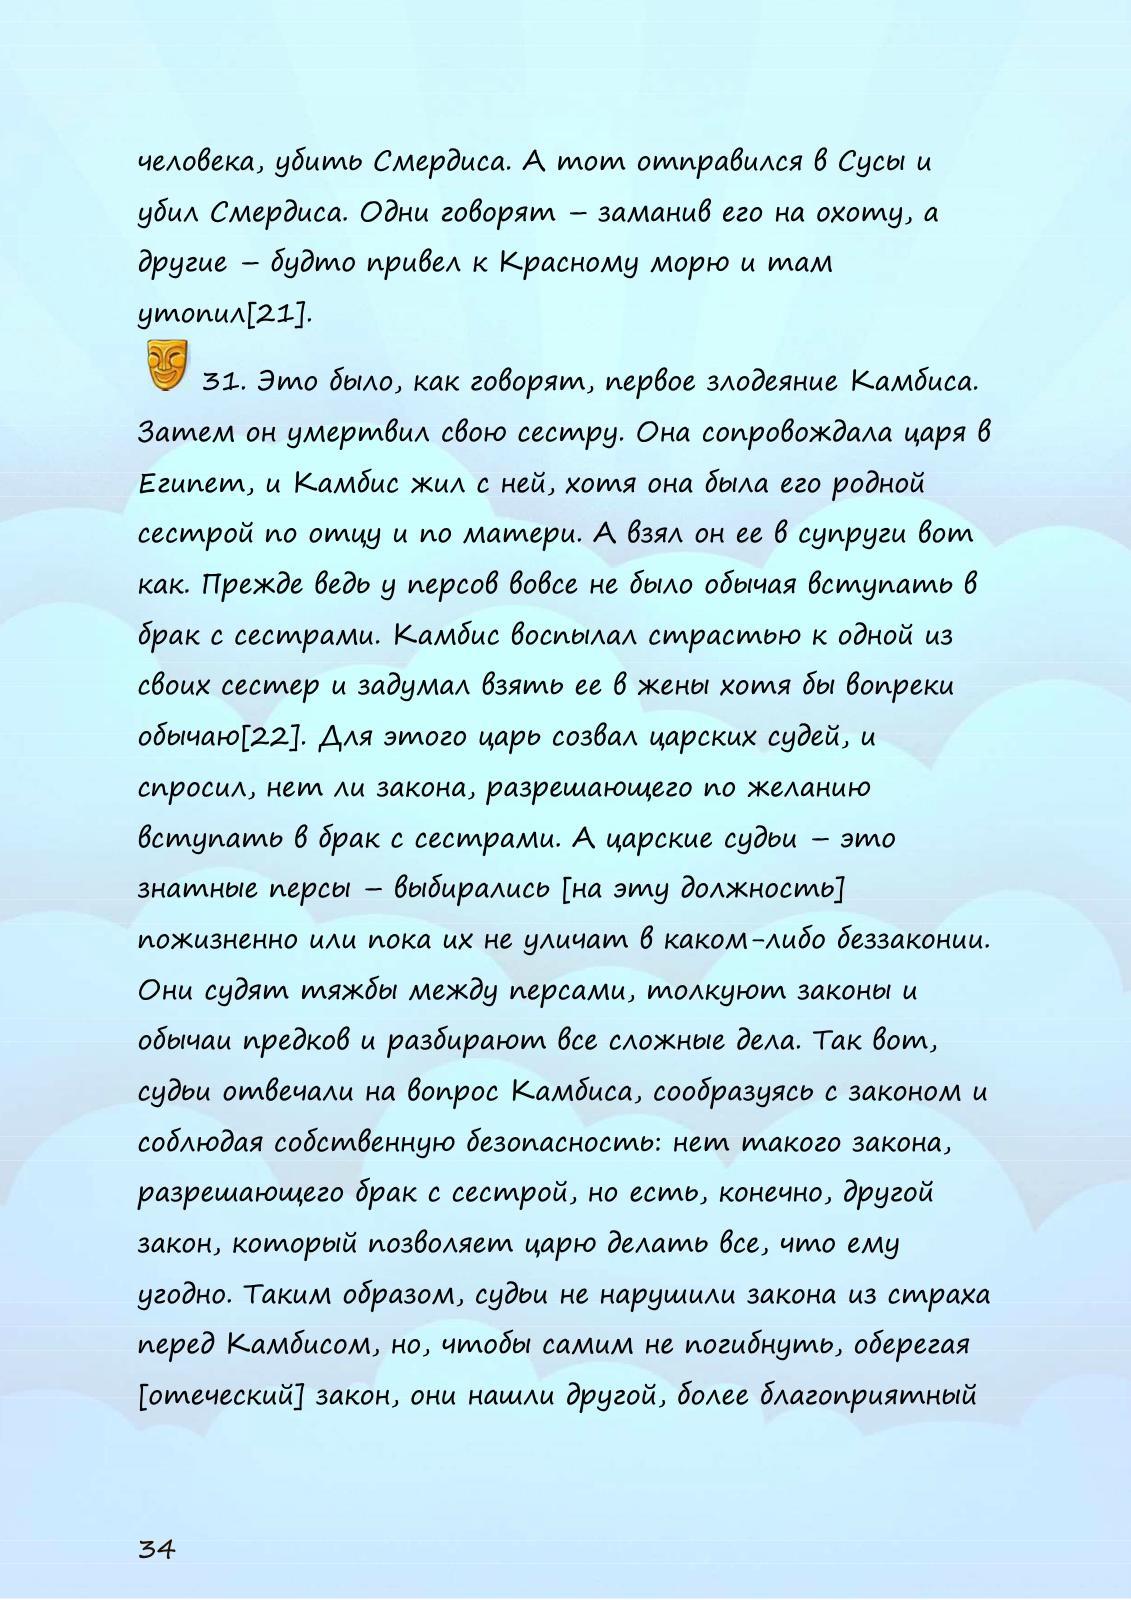 человека, убить Смердиса. А тот отправился в Сусы и
убил Смердиса. Одни говорят – заманив его на охоту, а
другие – будто привел к Красному морю и там
утопил[21].
31. Это было, как говорят, первое злодеяние Камбиса.
Затем он умертвил свою сестру. Она сопровождала царя в
Египет, и Камбис жил с ней, хотя она была его родной
сестрой по отцу и по матери. А взял он ее в супруги вот
как. Прежде ведь у персов вовсе не было обычая вступать в
брак с сестрами. Камбис воспылал страстью к одной из
своих сестер и задумал взять ее в жены хотя бы вопреки
обычаю[22]. Для этого царь созвал царских судей, и
спросил, нет ли закона, разрешающего по желанию
вступать в брак с сестрами. А царские судьи – это
знатные персы – выбирались [на эту должность]
пожизненно или пока их не уличат в каком-либо беззаконии.
Они судят тяжбы между персами, толкуют законы и
обычаи предков и разбирают все сложные дела. Так вот,
судьи отвечали на вопрос Камбиса, сообразуясь с законом и
соблюдая собственную безопасность: нет такого закона,
разрешающего брак с сестрой, но есть, конечно, другой
закон, который позволяет царю делать все, что ему
угодно. Таким образом, судьи не нарушили закона из страха
перед Камбисом, но, чтобы самим не погибнуть, оберегая
[отеческий] закон, они нашли другой, более благоприятный
34